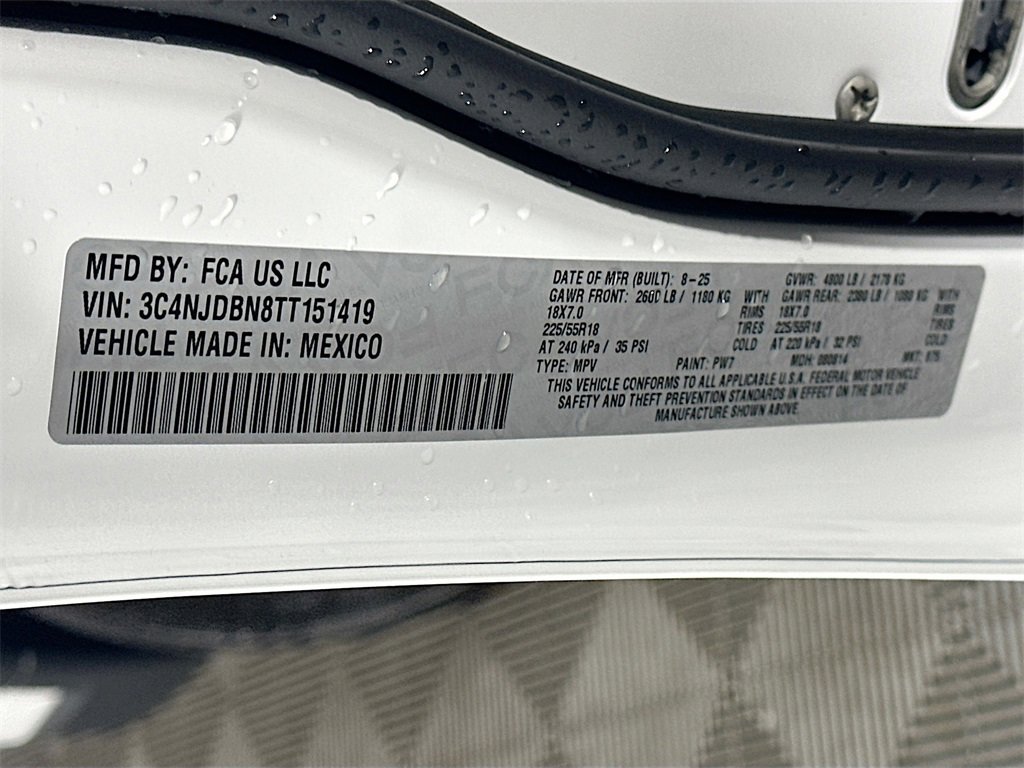 MFD BY: FCA US LLC
VIN: 3C4NJDBN8TT151419
VEHICLE MADE IN: MEXICO
DATE OF MFR (BUILT): 8-25 GVWR: 4800 LB / 2178 KG
GAWR FRONT: 2600 LB / 1180 KG WITH GAWR REAR: 2380 LB / 1080 KG WITH
18X7.0 RIMS 18X7.0 RIMS
225/55R18 TIRES 225/55R18 TIRES
AT 240 kPa / 35 PSI COLD AT 220 kPa / 32 PSI COLD
TYPE: MPV PAINT: PW7 MDH: 080814 MKT:
THIS VEHICLE CONFORMS TO ALL APPLICABLE U.S.A. FEDERAL MOTOR VEHICLE
SAFETY AND THEFT PREVENTION STANDARDS IN EFFECT ON THE DATE OF
MANUFACTURE SHOWN ABOVE.